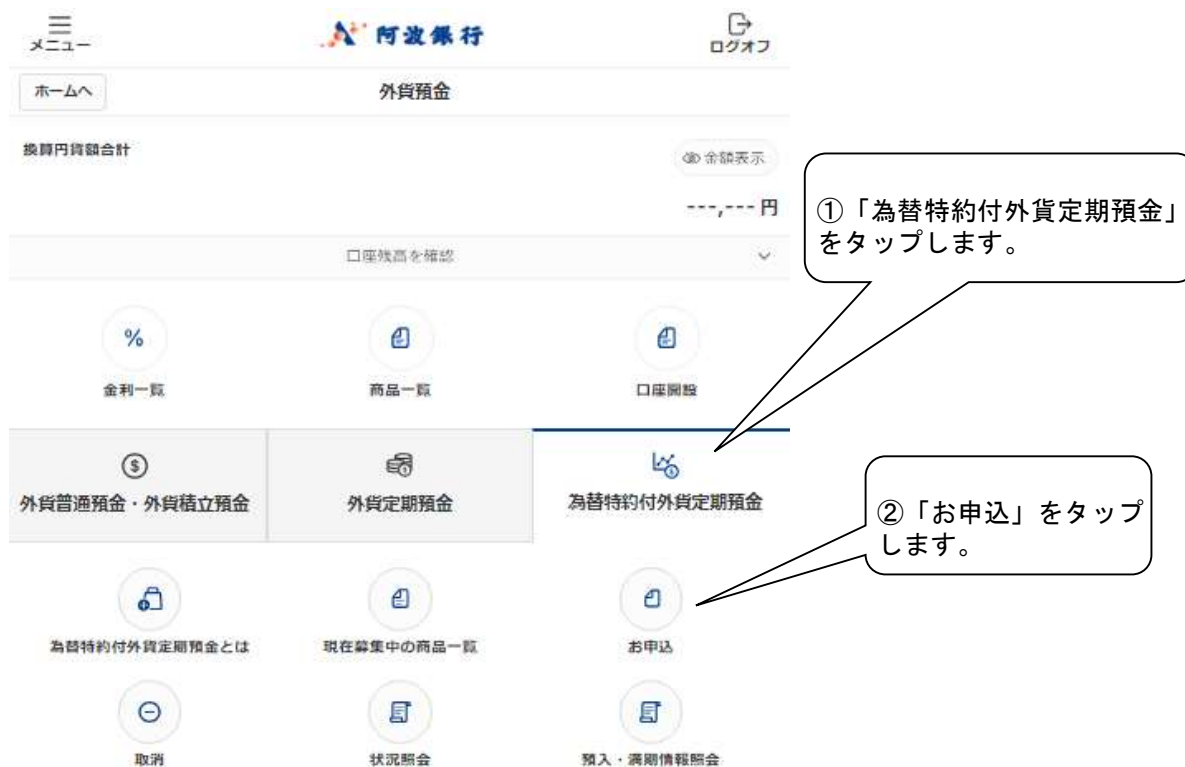 メニュー
阿波銀行
ログオフ
ホームへ
外貨預金
換算円貨額合計
金額表示
---,--- 円
口座残高を確認
①「為替特約付外貨定期預金」
をタップします。
%
金利一覧
商品一覧
口座開設
$
外貨普通預金・外貨積立預金
外貨定期預金
為替特約付外貨定期預金
②「お申込」をタップ
します。
為替特約付外貨定期預金とは
現在募集中の商品一覧
お申込
取消
状況照会
預入・満期情報照会